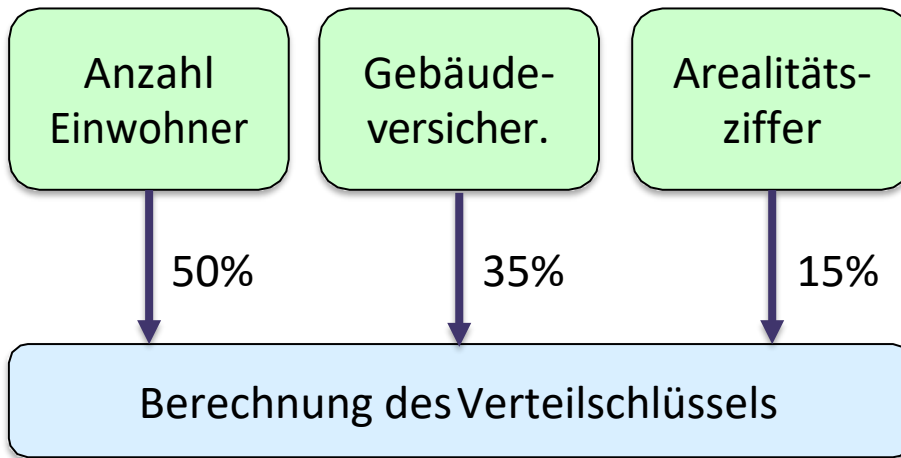 Anzahl
Einwohner
Gebäude-
versicher.
Arealitäts-
ziffer
50%
35%
15%
Berechnung des Verteilschlüssels